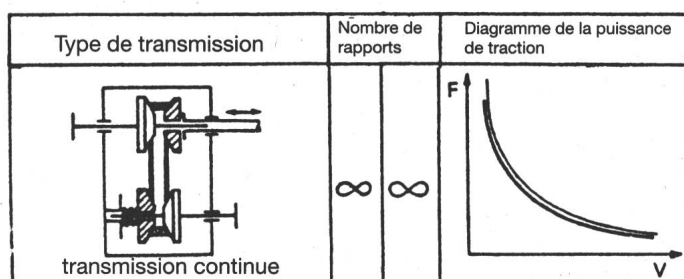 Type de transmission
Nombre de
rapports
Diagramme de la puissance
de traction
∞ ∞
F
V
transmission continue